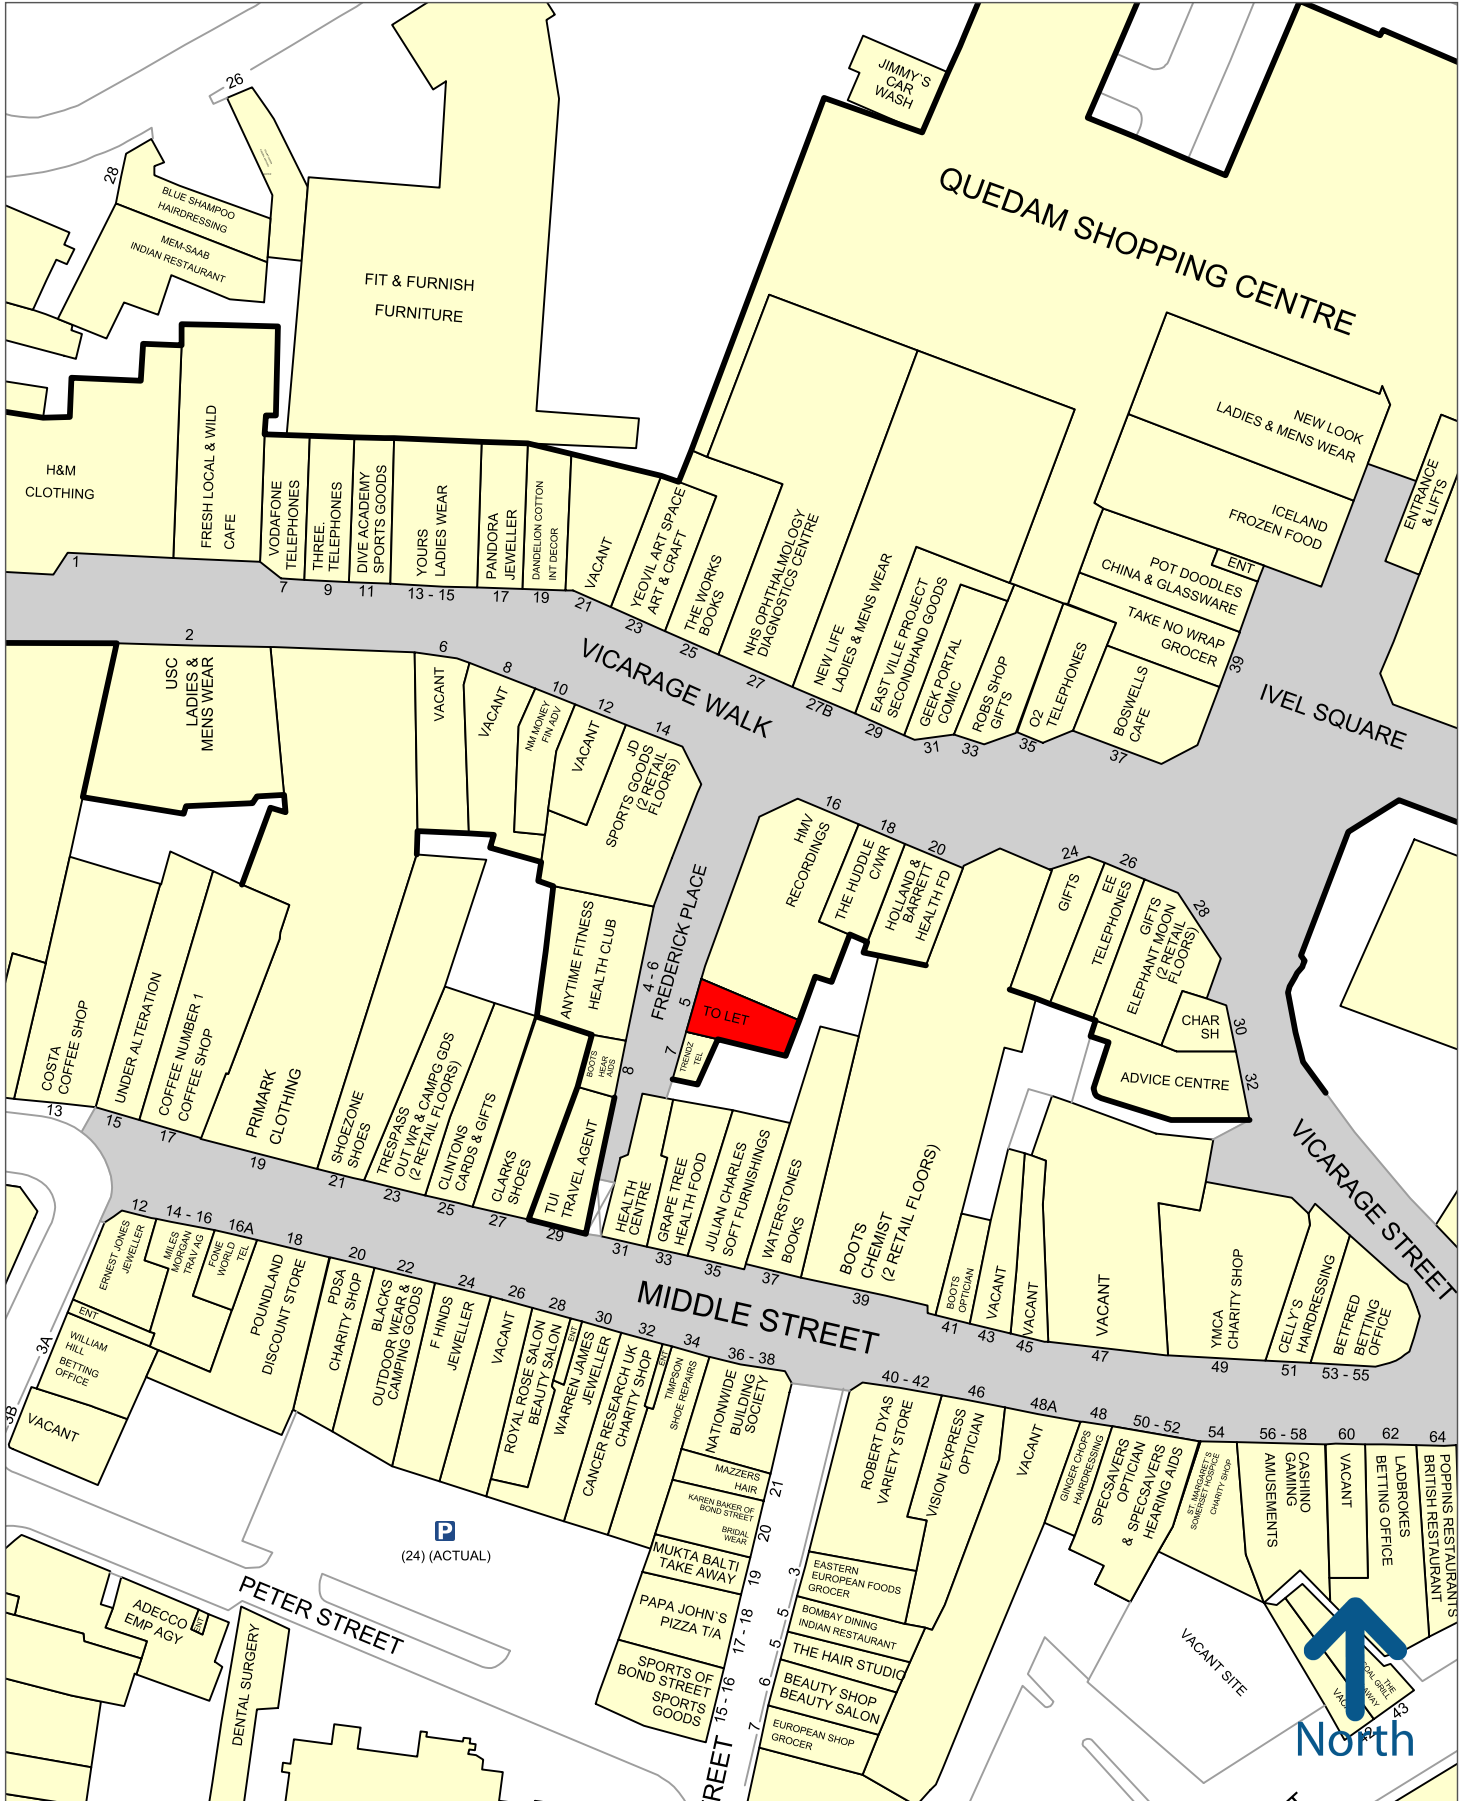 26
28
BLUE SHAMPOO
HAIRDRESSING
MEM-SAAB
INDIAN RESTAURANT
FIT & FURNISH
FURNITURE
JIMMY`S
CAR
WASH
QUEDAM SHOPPING CENTRE
NEW LOOK
LADIES & MENS WEAR
ICELAND
FROZEN FOOD
ENTRANCE
& LIFTS
ENT
POT DOODLES
CHINA & GLASSWARE
TAKE NO WRAP
GROCER
39
BOSWELLS
CAFE
37
IVEL SQUARE
H&M
CLOTHING
1
FRESH LOCAL & WILD
CAFE
VODAFONE
TELEPHONES
7
THREE.
TELEPHONES
9
DIVE ACADEMY
SPORTS GOODS
11
YOURS
LADIES WEAR
13 - 15
PANDORA
JEWELLER
17
DANDELION COTTON
INT DECOR
19
VACANT
21
YEOVIL ART SPACE
ART & CRAFT
23
THE WORKS
BOOKS
25
NHS OPHTHALMOLOGY
DIAGNOSTICS CENTRE
27
NEW LIFE
LADIES & MENS WEAR
27B
EAST VILLE PROJECT
SECONDHAND GOODS
29
GEEK PORTAL
COMIC
31
ROBS SHOP
GIFTS
33
O2
TELEPHONES
35
VICARAGE WALK
2
USC
LADIES &
MENS WEAR
6
VACANT
8
VACANT
10
NM MONEY
FIN ADV
12
VACANT
14
JD
SPORTS GOODS
(2 RETAIL
FLOORS)
16
HMV
RECORDINGS
18
THE HUDDLE
C/WR
20
HOLLAND &
BARRETT
HEALTH FD
24
GIFTS
26
EE
TELEPHONES
28
GIFTS
ELEPHANT MOON
(2 RETAIL
FLOORS)
CHAR
SH
30
ADVICE CENTRE
32
FREDERICK PLACE
ANYTIME FITNESS
HEALTH CLUB
4 - 6
5
TO LET
7
TRENDZ
TEL
BOOTS
HEAR
AIDS
8
VICARAGE STREET
COSTA
COFFEE SHOP
13
UNDER ALTERATION
15
COFFEE NUMBER 1
COFFEE SHOP
17
PRIMARK
CLOTHING
19
SHOEZONE
SHOES
21
TRESPASS
OUT WR & CAMPG GDS
(2 RETAIL FLOORS)
23
CLINTONS
CARDS & GIFTS
25
CLARKS
SHOES
27
TUI
TRAVEL AGENT
29
HEALTH
CENTRE
31
GRAPE TREE
HEALTH FOOD
33
JULIAN CHARLES
SOFT FURNISHINGS
35
WATERSTONES
BOOKS
37
BOOTS
CHEMIST
(2 RETAIL FLOORS)
39
BOOTS
OPTICIAN
41
VACANT
43
VACANT
45
VACANT
47
YMCA
CHARITY SHOP
49
CELLY`S
HAIRDRESSING
51
BETFRED
BETTING
OFFICE
53 - 55
MIDDLE STREET
12
ERNEST JONES
JEWELLER
14 - 16
MILES
MORGAN
TRAV AG
16A
FONE
WORLD
TEL
18
POUNDLAND
DISCOUNT STORE
20
PDSA
CHARITY SHOP
22
BLACKS
OUTDOOR WEAR &
CAMPING GOODS
24
F HINDS
JEWELLER
26
VACANT
28
ROYAL ROSE SALON
BEAUTY SALON
ENT
30
WARREN JAMES
JEWELLER
32
CANCER RESEARCH UK
CHARITY SHOP
ENT
34
TIMPSON
SHOE REPAIRS
36 - 38
NATIONWIDE
BUILDING
SOCIETY
ENT
3A
WILLIAM
HILL
BETTING
OFFICE
3B
VACANT
40 - 42
ROBERT DYAS
VARIETY STORE
46
VISION EXPRESS
OPTICIAN
48A
VACANT
48
GINGER CHOPS
HAIRDRESSING
50 - 52
SPECSAVERS
OPTICIAN
& SPECSAVERS
HEARING AIDS
54
ST. MARGARET`S
SOMERSET HOSPICE
CHARITY SHOP
56 - 58
CASHINO
GAMING
AMUSEMENTS
60
VACANT
62
LADBROKES
BETTING OFFICE
64
POPPINS RESTAURANTS
BRITISH RESTAURANT
MAZZERS
HAIR
21
KAREN BAKER OF
BOND STREET
BRIDAL
WEAR
20
MUKTA BALTI
TAKE AWAY
19
PAPA JOHN`S
PIZZA T/A
17 - 18
SPORTS OF
BOND STREET
SPORTS
GOODS
15 - 16
EASTERN
EUROPEAN FOODS
GROCER
3
BOMBAY DINING
INDIAN RESTAURANT
5
THE HAIR STUDIO
5
BEAUTY SHOP
BEAUTY SALON
6
EUROPEAN SHOP
GROCER
7
P
(24) (ACTUAL)
PETER STREET
ADECCO
EMP AGY
ENT
DENTAL SURGERY
VACANT SITE
THE
GRILL
43
North
REET